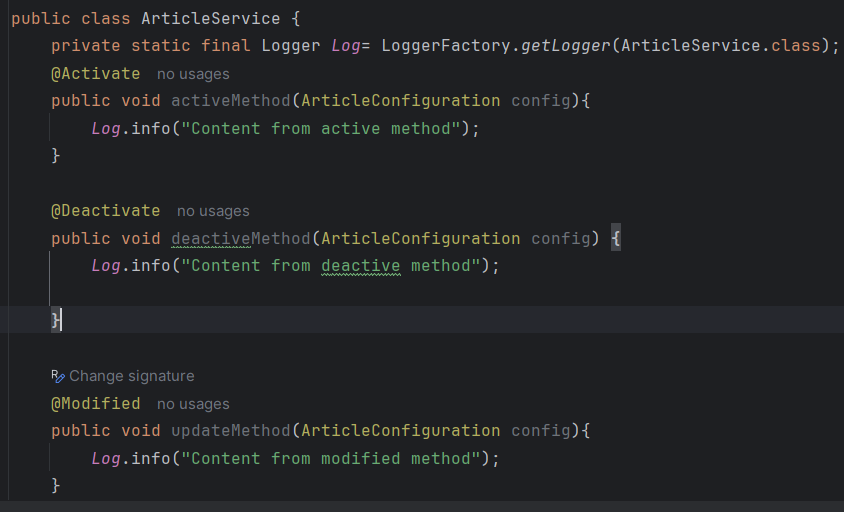 public class ArticleService {
private static final Logger Log= LoggerFactory.getLogger(ArticleService.class);
@Activate no usages
public void activeMethod(ArticleConfiguration config){
Log.info("Content from active method");
}
@Deactivate no usages
public void deactiveMethod(ArticleConfiguration config) {
Log.info("Content from deactive method");
}
Change signature
@Modified no usages
public void updateMethod(ArticleConfiguration config){
Log.info("Content from modified method");
}